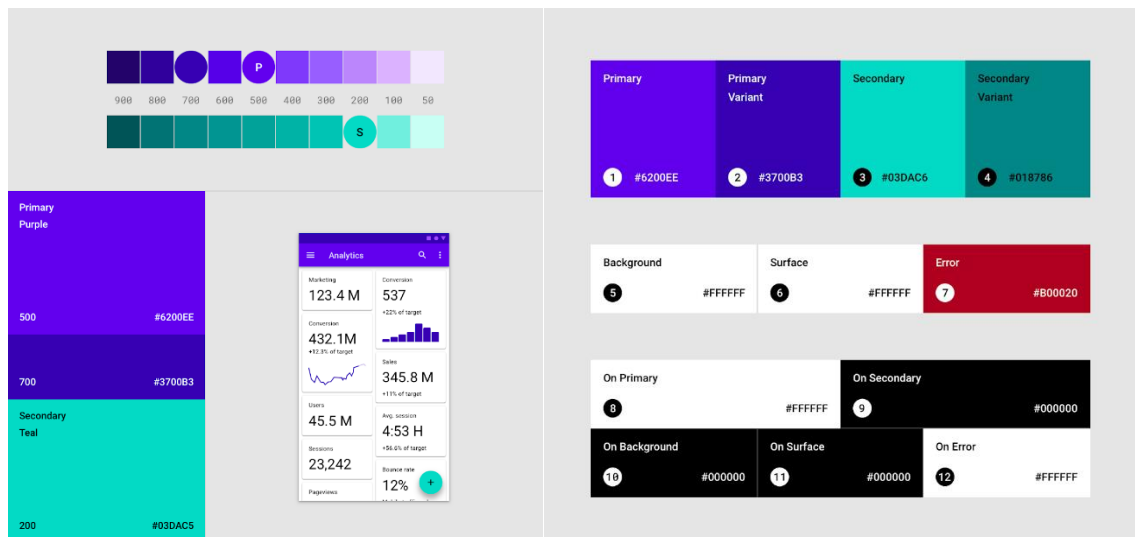 P
900 800 700 600 500 400 300 200 100 50
S
Primary
Purple
500 #6200EE
700 #3700B3
Secondary
Teal
200 #03DAC5
Analytics
Marketing
123.4 M
Conversion
432.1M
+12.3% of target
Users
45.5 M
Sessions
23,242
Pageviews
Conversion
537
+22% of target
Sales
345.8 M
+11% of target
Avg. session
4:53 H
+56.6% of target
Bounce rate
12%
+
Primary
1 #6200EE
Primary
Variant
2 #3700B3
Secondary
3 #03DAC6
Secondary
Variant
4 #018786
Background
5 #FFFFFF
Surface
6 #FFFFFF
Error
7 #B00020
On Primary
8 #FFFFFF
On Secondary
9 #000000
On Background
10 #000000
On Surface
11 #000000
On Error
12 #FFFFFF